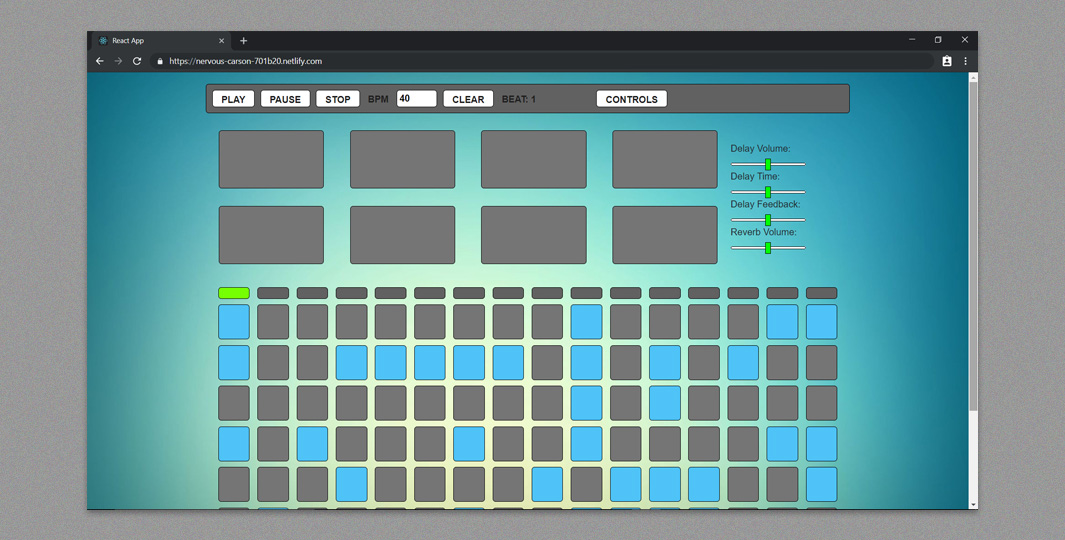 React App
https://nervous-carson-701b20.netlify.com
PLAY PAUSE STOP BPM 40 CLEAR BEAT: 1 CONTROLS
Delay Volume:
Delay Time:
Delay Feedback:
Reverb Volume: